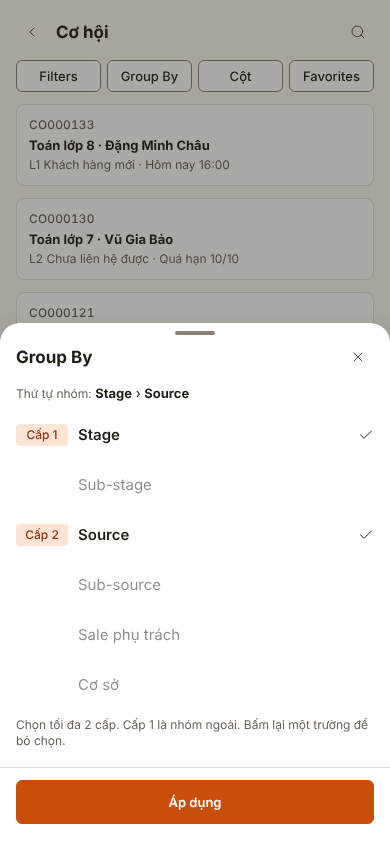 Cơ hội
Filters
Group By
Cột
Favorites
CO000133
Toán lớp 8 · Đặng Minh Châu
L1 Khách hàng mới · Hôm nay 16:00
CO000130
Toán lớp 7 · Vũ Gia Bảo
L2 Chưa liên hệ được · Quá hạn 10/10
CO000121
Group By
Thứ tự nhóm: Stage › Source
Cấp 1 Stage
Sub-stage
Cấp 2 Source
Sub-source
Sale phụ trách
Cơ sở
Chọn tối đa 2 cấp. Cấp 1 là nhóm ngoài. Bấm lại một trường để
bỏ chọn.
Áp dụng